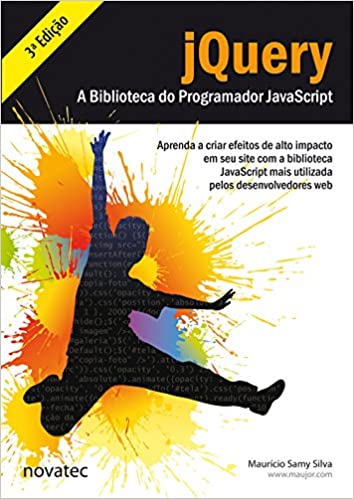 3ª Edição
jQuery
A Biblioteca do Programador JavaScript
Aprenda a criar efeitos de alto impacto
em seu site com a biblioteca
JavaScript mais utilizada
pelos desenvolvedores web
novatec
Maurício Samy Silva
www.maujor.com